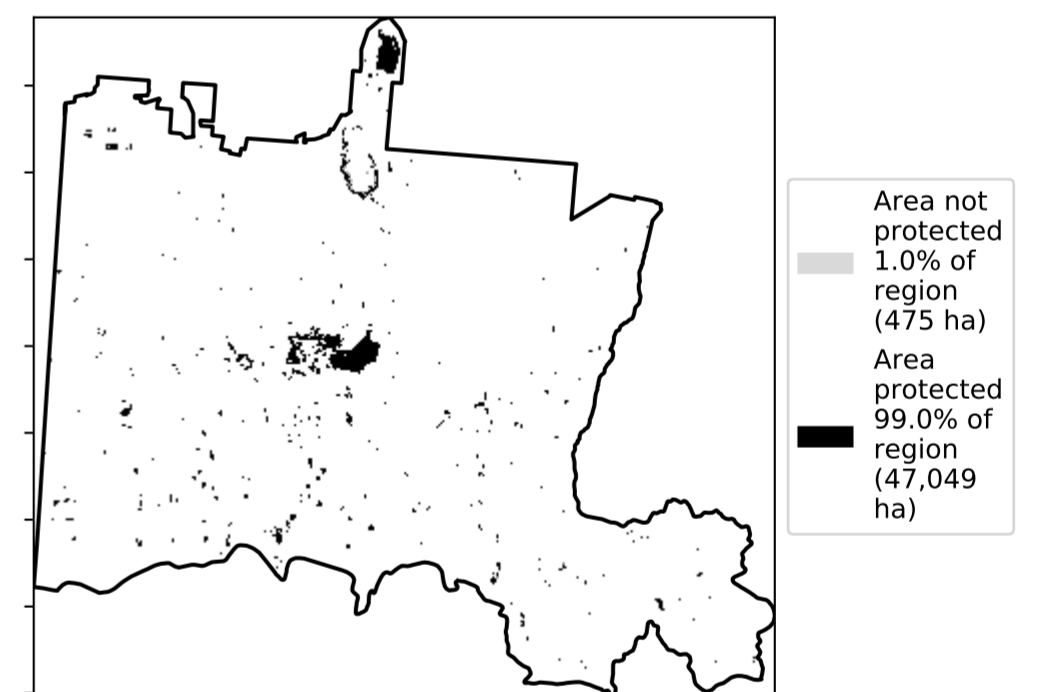 Area not
protected
1.0% of
region
(475 ha)
Area
protected
99.0% of
region
(47,049
ha)